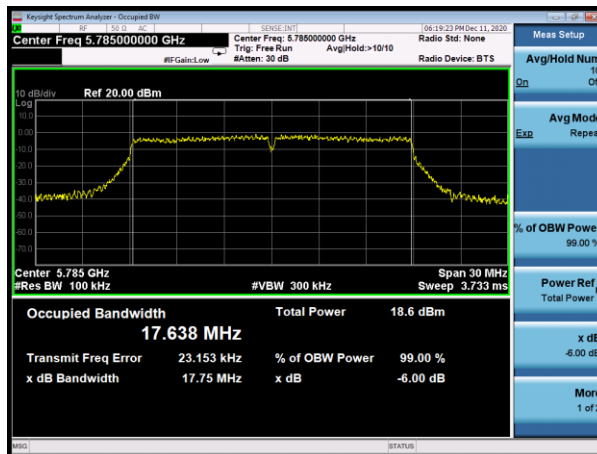 Keysight Spectrum Analyzer - Occupied BW
RF 50 Ω AC SENSE:INT 06:19:23 PM Dec 11, 2020
Center Freq 5.785000000 GHz
Center Freq: 5.785000000 GHz
Radio Std: None
Trig: Free Run Avg|Hold:>10/10
#IFGain:Low #Atten: 30 dB Radio Device: BTS
10 dB/div Ref 20.00 dBm
Log
10.0
0.00
-10.0
-20.0
-30.0
-40.0
-50.0
-60.0
-70.0
Center 5.785 GHz Span 30 MHz
#Res BW 100 kHz #VBW 300 kHz Sweep 3.733 ms
Occupied Bandwidth Total Power 18.6 dBm
17.638 MHz
Transmit Freq Error 23.153 kHz % of OBW Power 99.00 %
x dB Bandwidth 17.75 MHz x dB -6.00 dB
MSG STATUS
Meas Setup
Avg/Hold Num
10
On Of
Avg Mode
Exp Repea
% of OBW Powe
99.00 %
Power Ref
Total Power
x dB
-6.00 dB
More
1 of 2